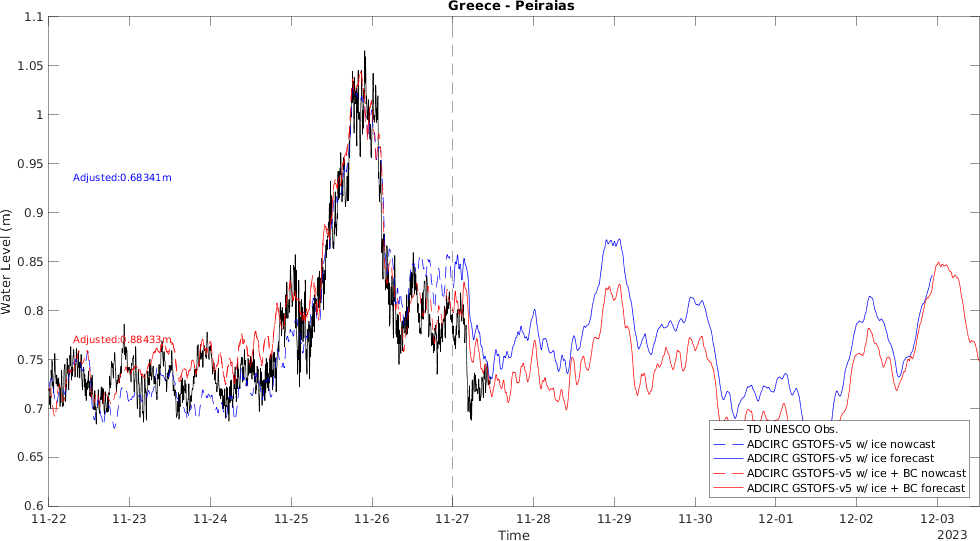 Greece - Peiraias
1.1
1.05
1
0.95
0.9
0.85
0.8
0.75
0.7
0.65
0.6
Water Level (m)
Adjusted:0.68341m
Adjusted:0.88433m
TD UNESCO Obs.
ADCIRC GSTOFS-v5 w/ ice nowcast
ADCIRC GSTOFS-v5 w/ ice forecast
ADCIRC GSTOFS-v5 w/ ice + BC nowcast
ADCIRC GSTOFS-v5 w/ ice + BC forecast
11-22 11-23 11-24 11-25 11-26 11-27 11-28 11-29 11-30 12-01 12-02 12-03
Time
2023